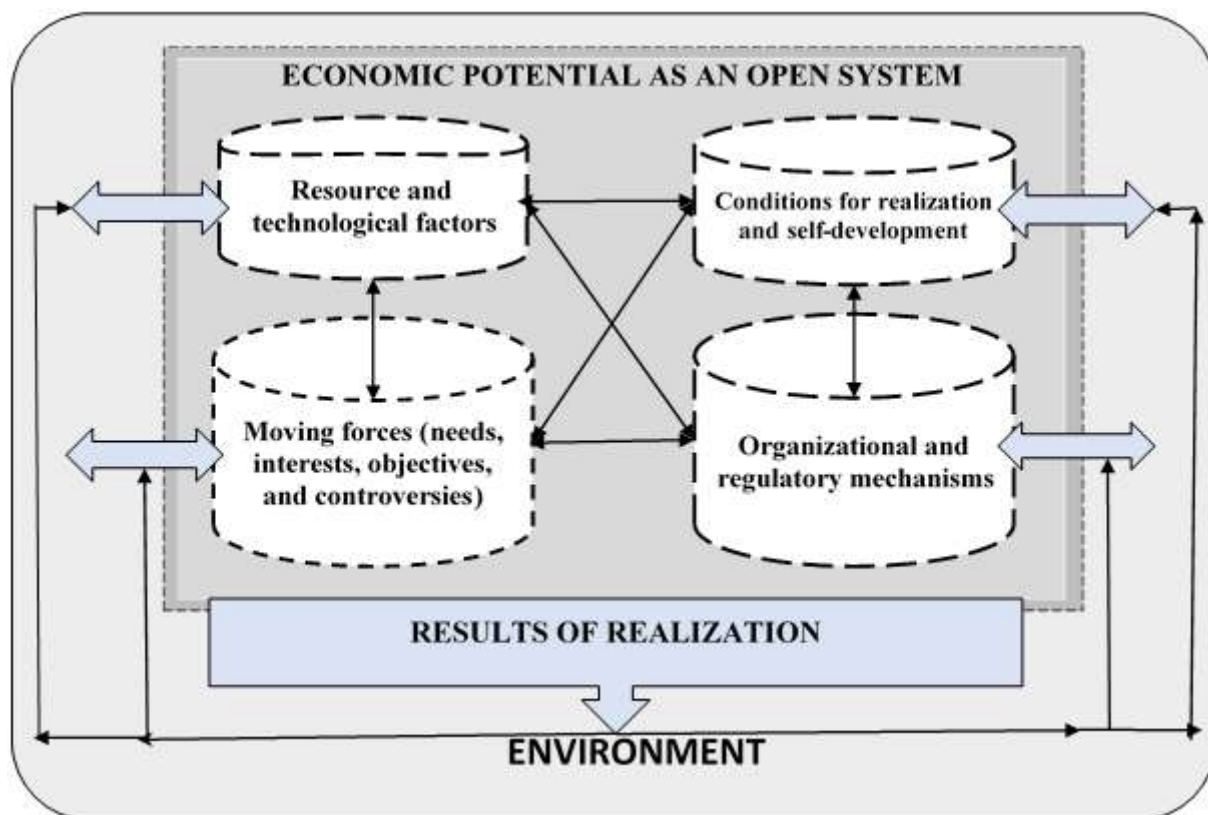 ECONOMIC POTENTIAL AS AN OPEN SYSTEM
Resource and
technological factors
Conditions for realization
and self-development
Moving forces (needs,
interests, objectives,
and controversies)
Organizational and
regulatory mechanisms
RESULTS OF REALIZATION
ENVIRONMENT